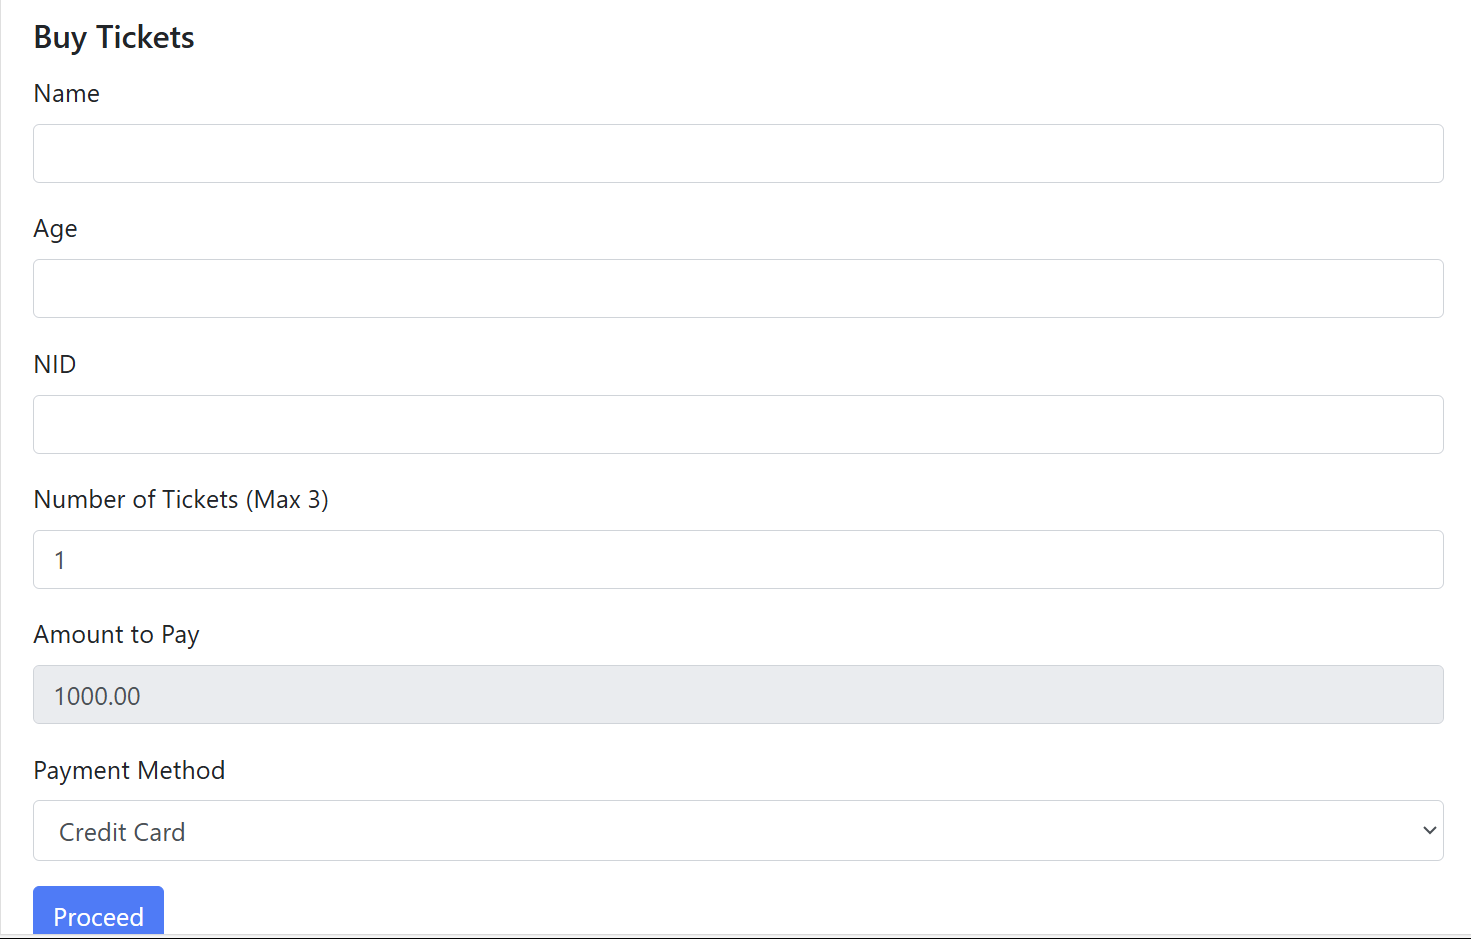 Buy Tickets
Name
Age
NID
Number of Tickets (Max 3)
1
Amount to Pay
1000.00
Payment Method
Credit Card
Proceed